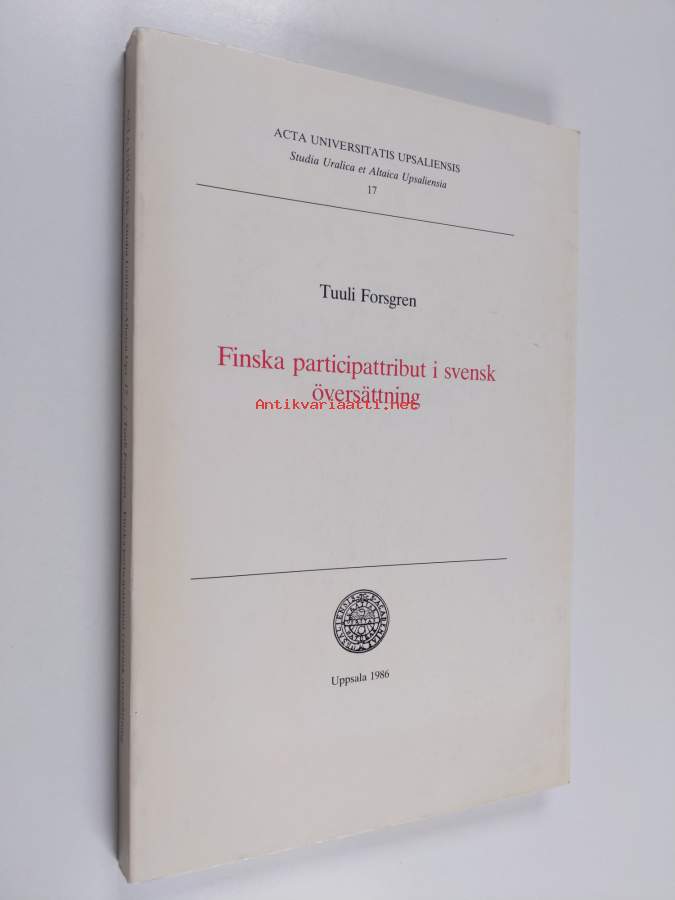 ACTA UNIVERSITATIS UPSALIENSIS
Studia Uralica et Altaica Upsaliensia
17
Tuuli Forsgren
Finska participattribut i svensk
översättning
Antikvariaatti.net
Uppsala 1986